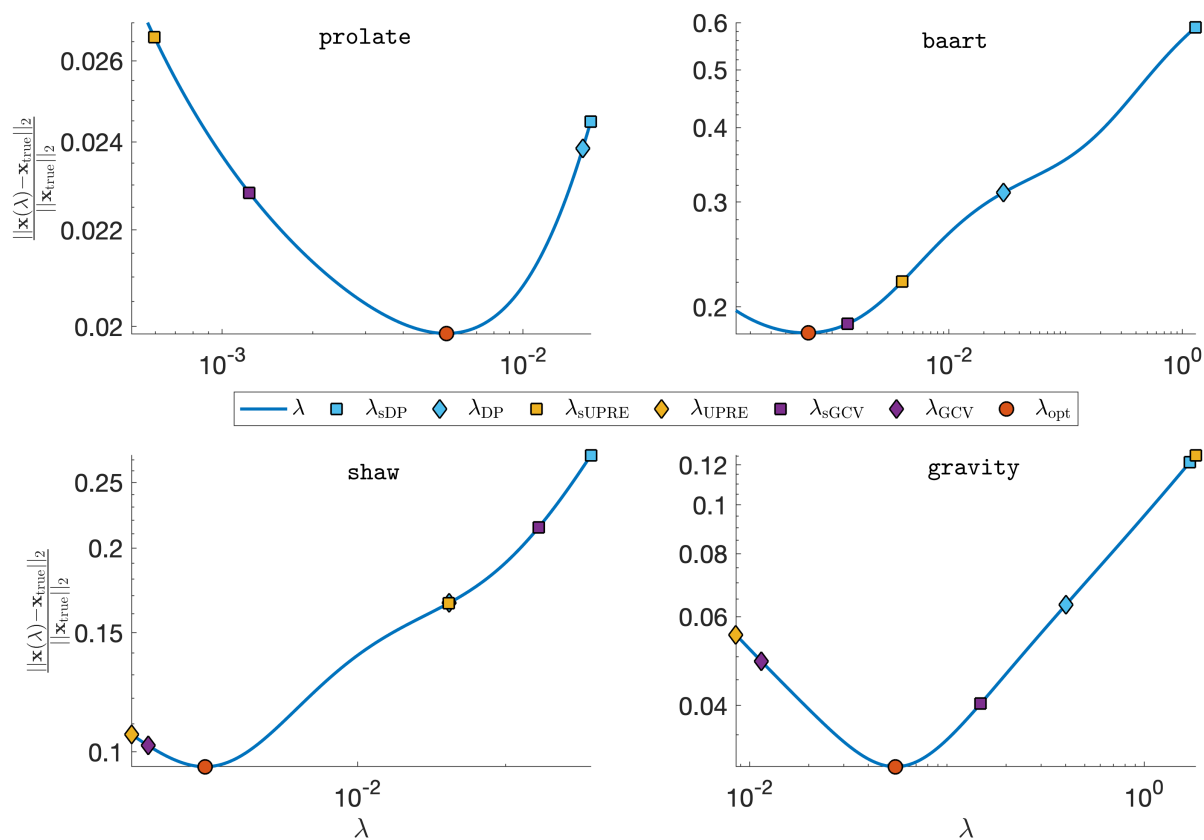 prolate
0.026
0.024
0.022
0.02
10^-3
10^-2
||x(λ)−x_true||_2
||x_true||_2
baart
0.6
0.5
0.4
0.3
0.2
10^-2
10^0
λ λ_sDP λ_DP λ_sUPRE λ_UPRE λ_sGCV λ_GCV λ_opt
shaw
0.25
0.2
0.15
0.1
10^-2
λ
||x(λ)−x_true||_2
||x_true||_2
gravity
0.12
0.1
0.08
0.06
0.04
10^-2
10^0
λ